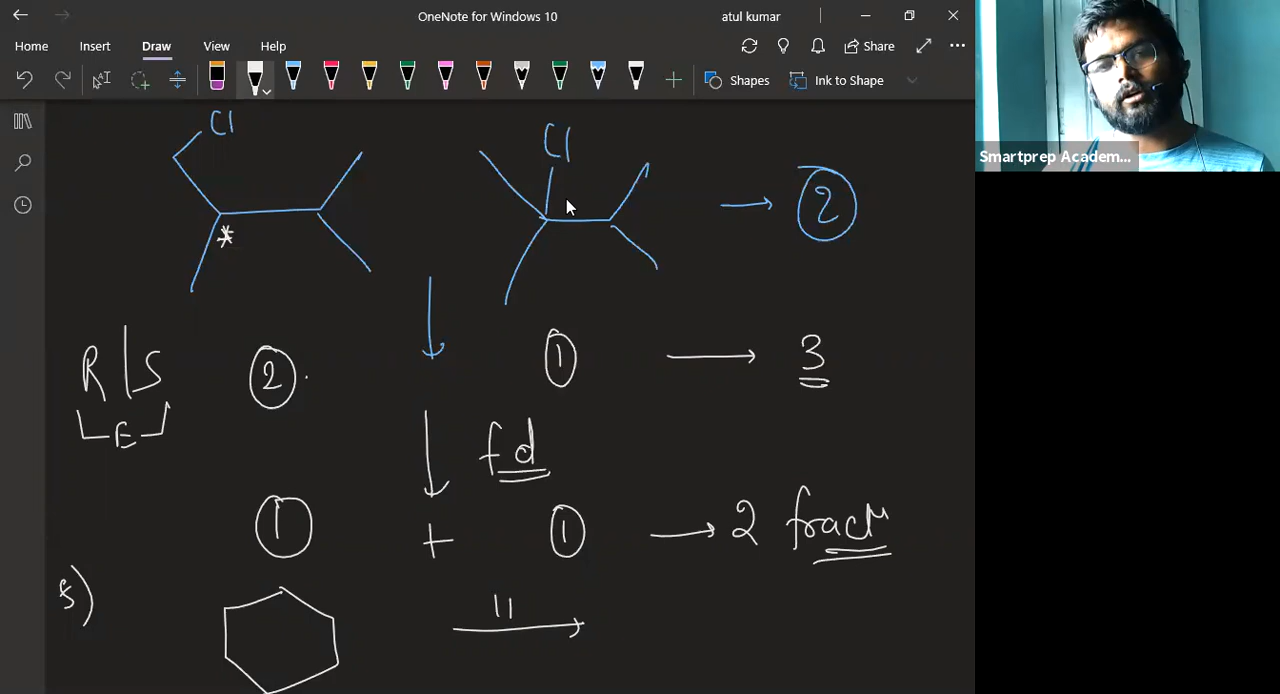 OneNote for Windows 10
atul kumar
Home Insert Draw View Help
Share
Shapes
Ink to Shape
Smartprep Academ...
Cl
Cl
*
→ 2
R|S 2 1 → 3
E
fd
1 + 1 → 2 fracⁿ
5)
11